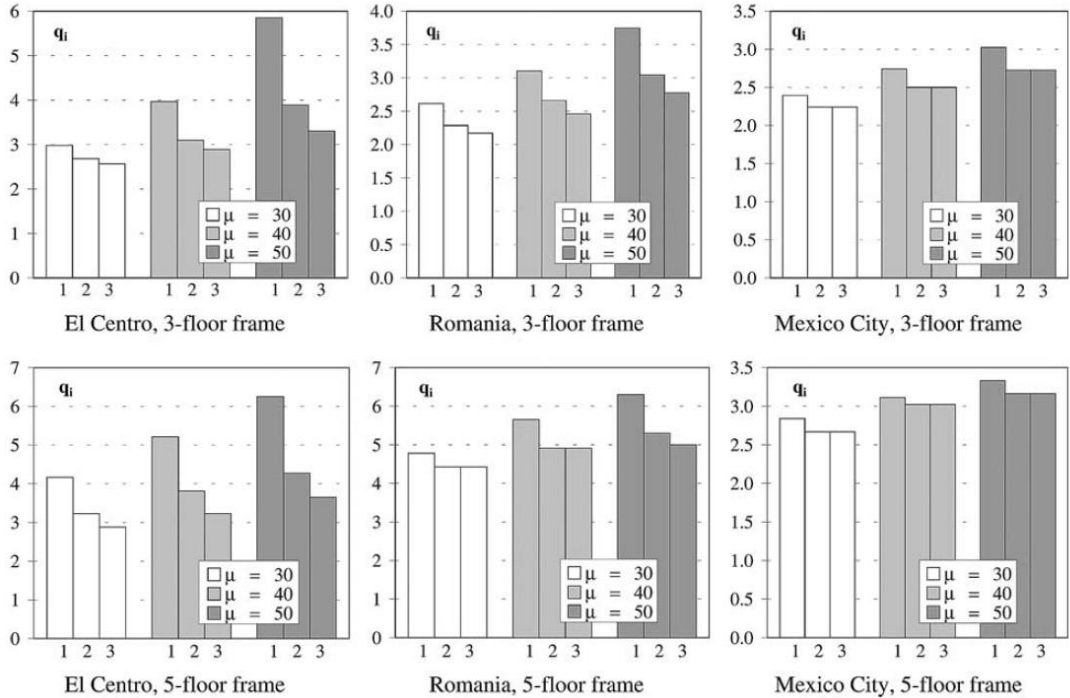 6
5
4
3
2
1
0
qi
μ = 30
μ = 40
μ = 50
1 2 3 1 2 3 1 2 3
El Centro, 3-floor frame
4.0
3.5
3.0
2.5
2.0
1.5
1.0
0.5
0.0
qi
μ = 30
μ = 40
μ = 50
1 2 3 1 2 3 1 2 3
Romania, 3-floor frame
3.5
3.0
2.5
2.0
1.5
1.0
0.5
0.0
qi
μ = 30
μ = 40
μ = 50
1 2 3 1 2 3 1 2 3
Mexico City, 3-floor frame
7
6
5
4
3
2
1
0
qi
μ = 30
μ = 40
μ = 50
1 2 3 1 2 3 1 2 3
El Centro, 5-floor frame
7
6
5
4
3
2
1
0
qi
μ = 30
μ = 40
μ = 50
1 2 3 1 2 3 1 2 3
Romania, 5-floor frame
3.5
3.0
2.5
2.0
1.5
1.0
0.5
0.0
qi
μ = 30
μ = 40
μ = 50
1 2 3 1 2 3 1 2 3
Mexico City, 5-floor frame